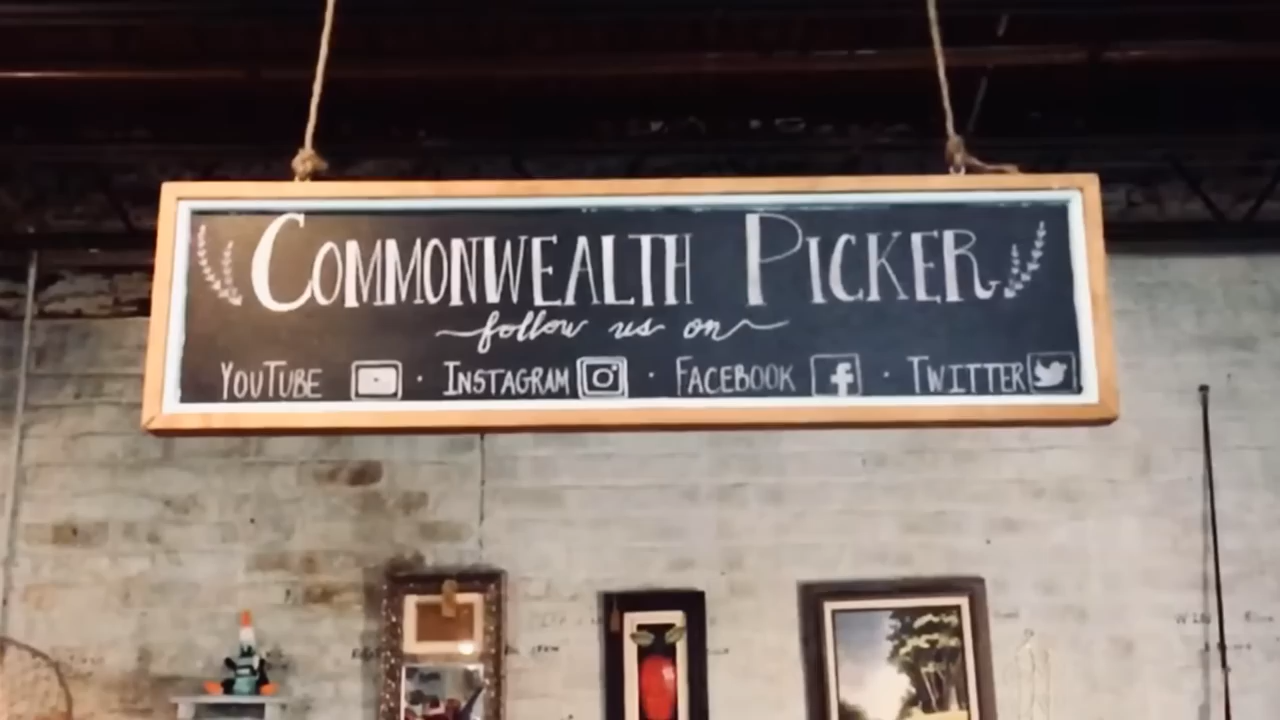 COMMONWEALTH PICKER
follow us on
YOUTUBE · INSTAGRAM · FACEBOOK · TWITTER